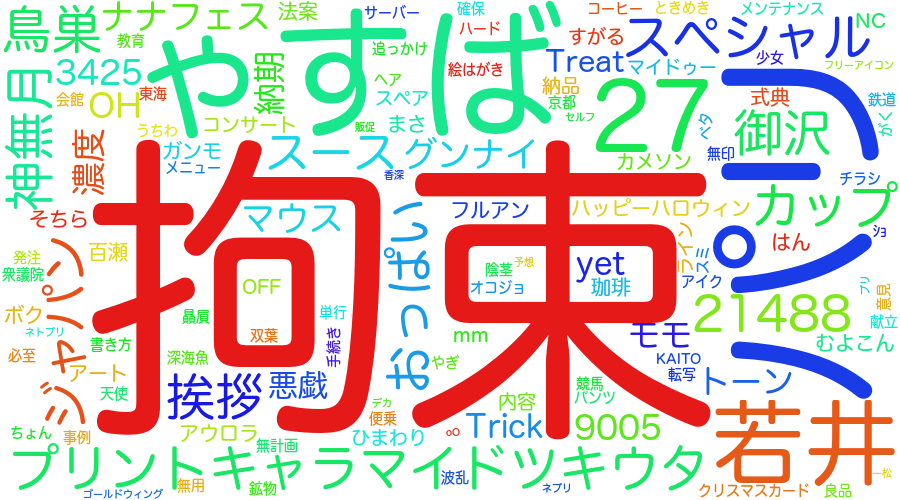 鳥巣
ナナフェス
法案
サーバー
確保
コーヒー
ときめき
メンテナンス
NC
教育
やすば
追っかけ
ハード
すがる
スペシャル
フリーアイコン
神無月
3425
納期
絵はがき
Treat
マイドゥー
少女
会館
東海
OH
ヘア
スペア
納品
京都
27
式典
鉄道
うちわ
コンサート
販促
まさ
セルフ
ベタ
御沢
がく
濃度
ガンモ
メニュー
スースグンナイ
カメソン
無印
チラシ
香深
拘束
そちら
マウス
フルアン
ハッピーハロウィン
カップ
コンパニ
ジャパン
百瀬
おっぱい
ライン
スミ
はん
ショ
発注
衆議院
OFF
陰茎
予想
yet
アイク
オコジョ
珈琲
プリ
意見
ボク
ネトプリ
贔屓
単行
21488
献立
書き方
双葉
手続き
mm
モモ
むよこん
必至
アート
深海魚
やぎ
KAITO
転写
天使
挨拶
悪戯
競馬
パンツ
トーン
デカ
内容
ちょん
事例
アウロラ
便乗
ひまわり
oO
Trick
9005
若井
無計画
プリントキャラマイドツキウタ
一松
無用
鉱物
波乱
ネプリ
クリスマスカード
良品
ゴールドウィング